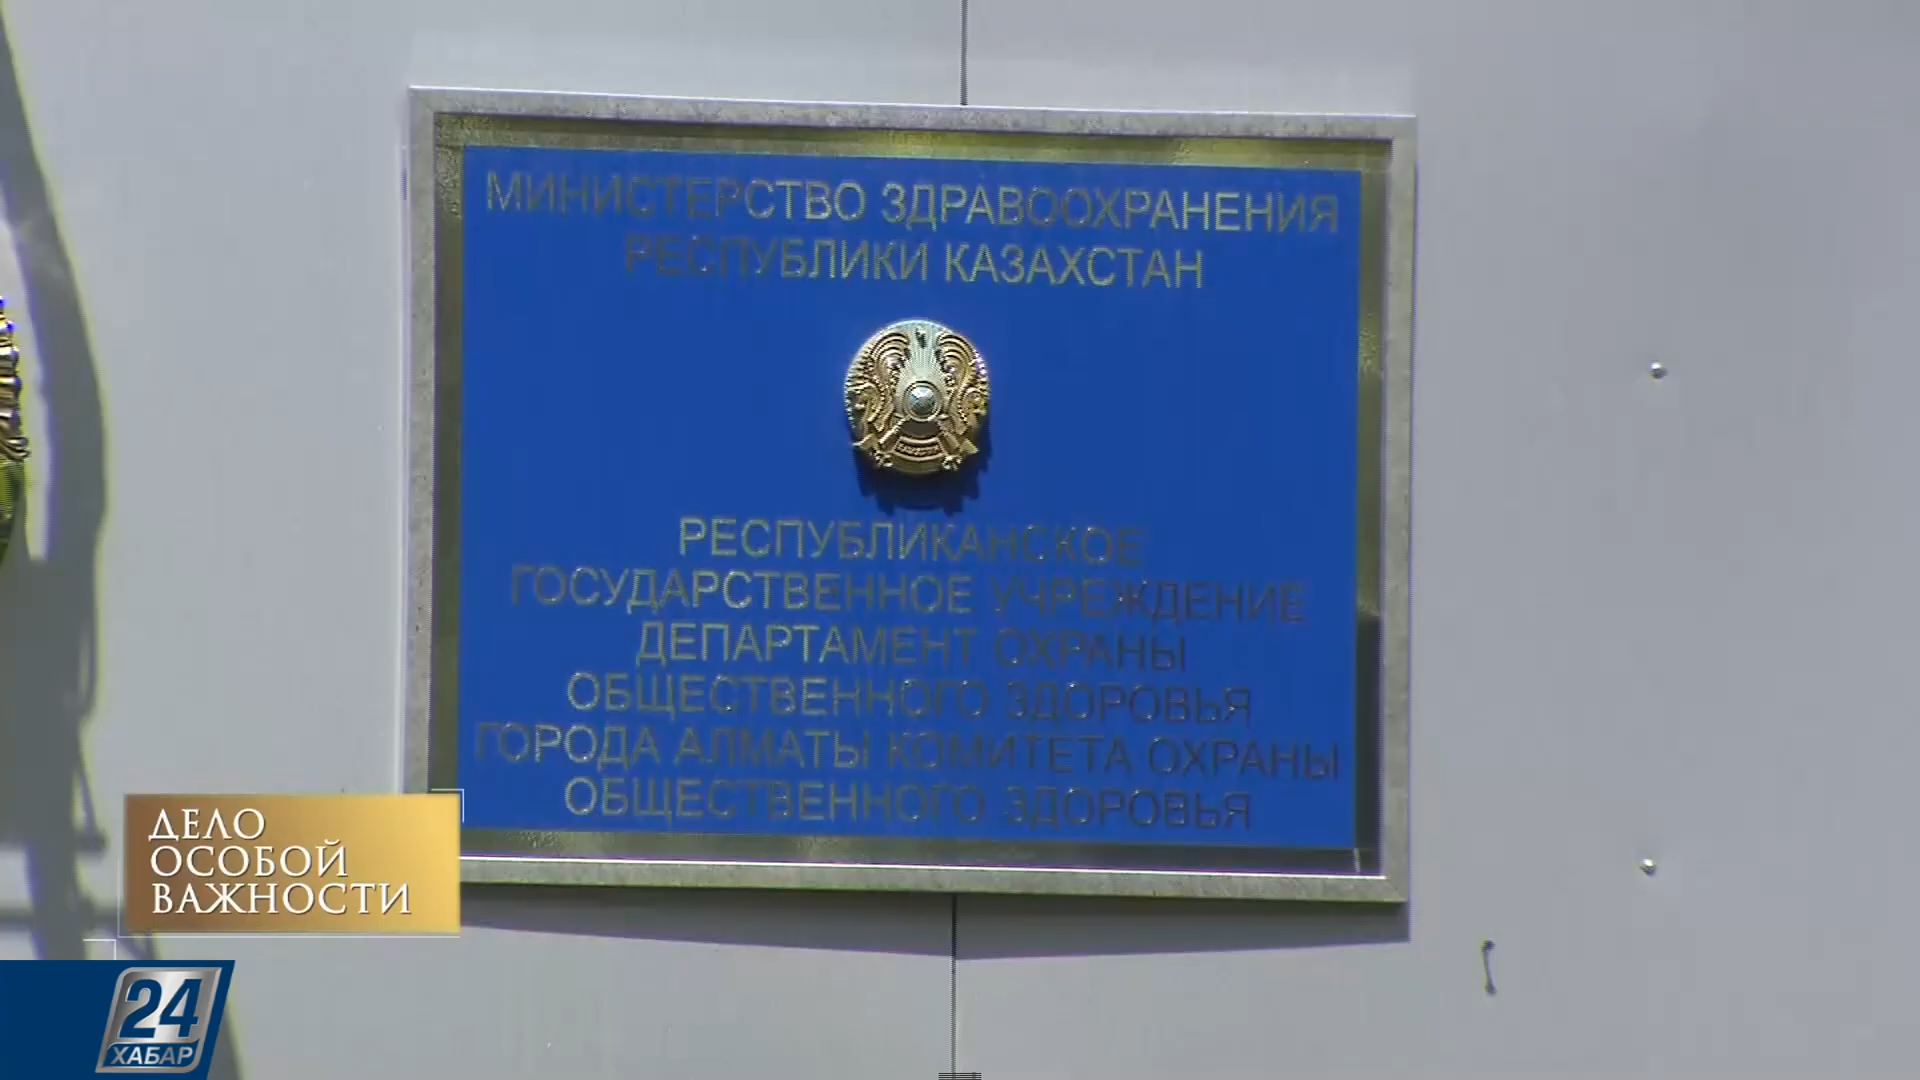 МИНИСТЕРСТВО ЗДРАВООХРАНЕНИЯ
РЕСПУБЛИКИ КАЗАХСТАН
РЕСПУБЛИКАНСКОЕ
ГОСУДАРСТВЕННОЕ УЧРЕЖДЕНИЕ
ДЕПАРТАМЕНТ ОХРАНЫ
ОБЩЕСТВЕННОГО ЗДОРОВЬЯ
ГОРОДА АЛМАТЫ КОМИТЕТА ОХРАНЫ
ОБЩЕСТВЕННОГО ЗДОРОВЬЯ
ДЕЛО
ОСОБОЙ
ВАЖНОСТИ
24
ХАБАР